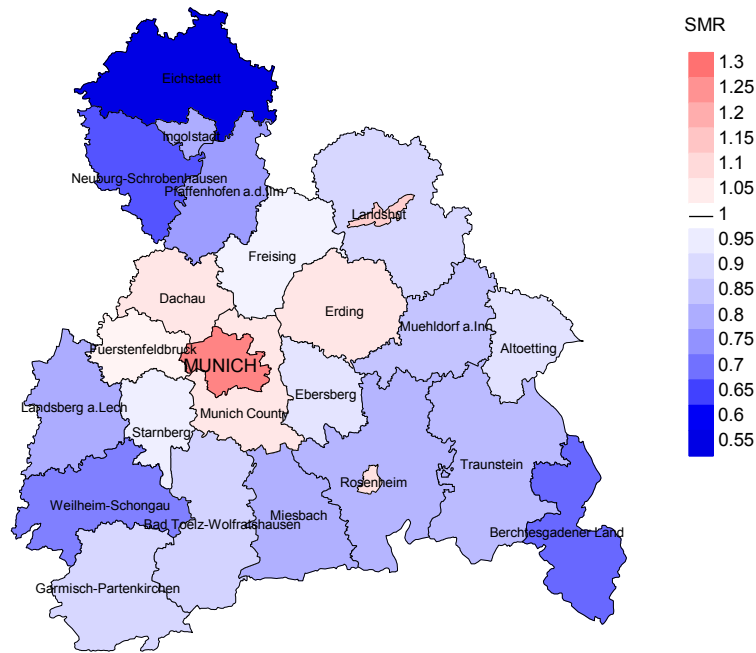 SMR
1.3
1.25
1.2
1.15
1.1
1.05
1
0.95
0.9
0.85
0.8
0.75
0.7
0.65
0.6
0.55
Eichstaett
Ingolstadt
Neuburg-Schrobenhausen
Pfaffenhofen a.d.Ilm
Landshut
Freising
Dachau
Erding
Muehldorf a.Inn
Altoetting
Fuerstenfeldbruck
MUNICH
Ebersberg
Landsberg a.Lech
Munich County
Starnberg
Traunstein
Rosenheim
Weilheim-Schongau
Miesbach
Bad Toelz-Wolfratshausen
Berchtesgadener Land
Garmisch-Partenkirchen